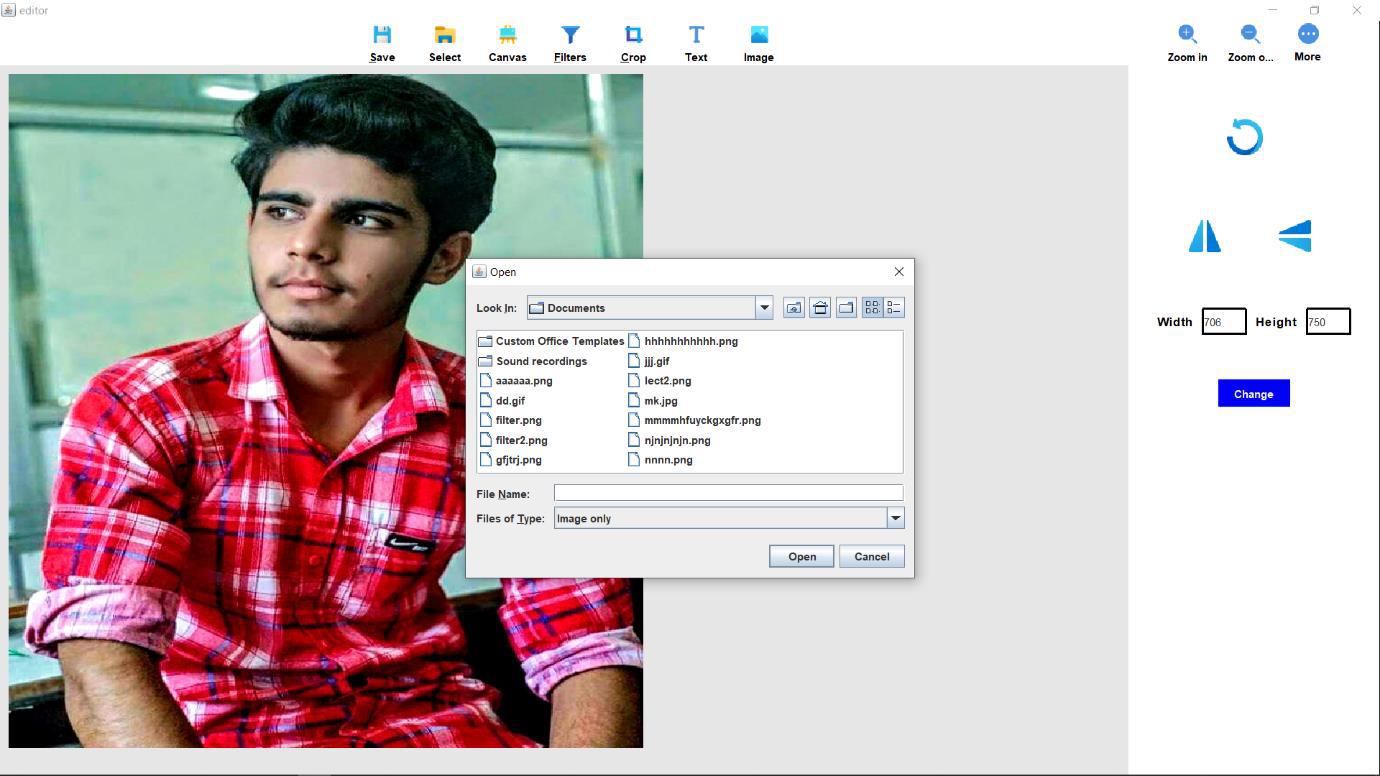 editor
Save Select Canvas Filters Crop Text Image Zoom in Zoom o... More
Open
Look In: Documents
Custom Office Templates hhhhhhhhhhh.png
Sound recordings jjj.gif
aaaaaa.png lect2.png
dd.gif mk.jpg
filter.png mmmmhfuyckgxgfr.png
filter2.png njnjnjnjn.png
gfjtrj.png nnnn.png
File Name:
Files of Type: Image only
Open Cancel
Width 706 Height 750
Change